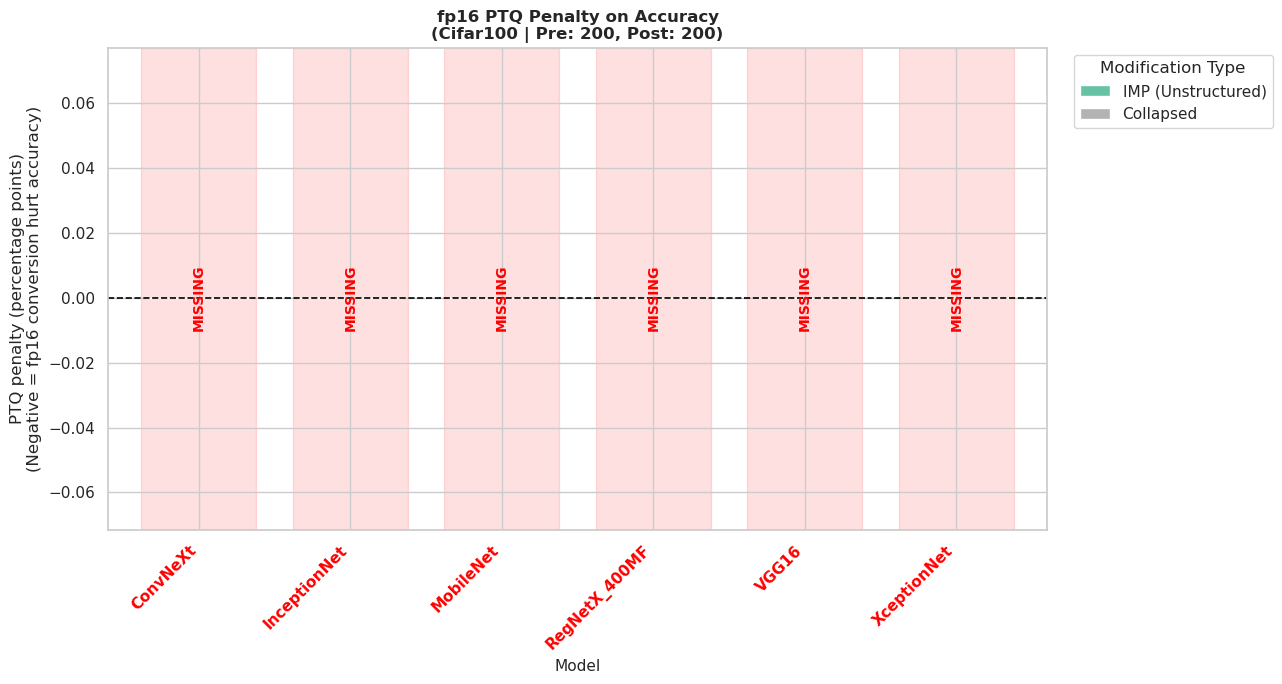 fp16 PTQ Penalty on Accuracy
(Cifar100 | Pre: 200, Post: 200)
PTQ penalty (percentage points)
(Negative = fp16 conversion hurt accuracy)
0.06
0.04
0.02
0.00
−0.02
−0.04
−0.06
MISSING
MISSING
MISSING
MISSING
MISSING
MISSING
ConvNeXt
InceptionNet
MobileNet
RegNetX_400MF
VGG16
XceptionNet
Model
Modification Type
IMP (Unstructured)
Collapsed